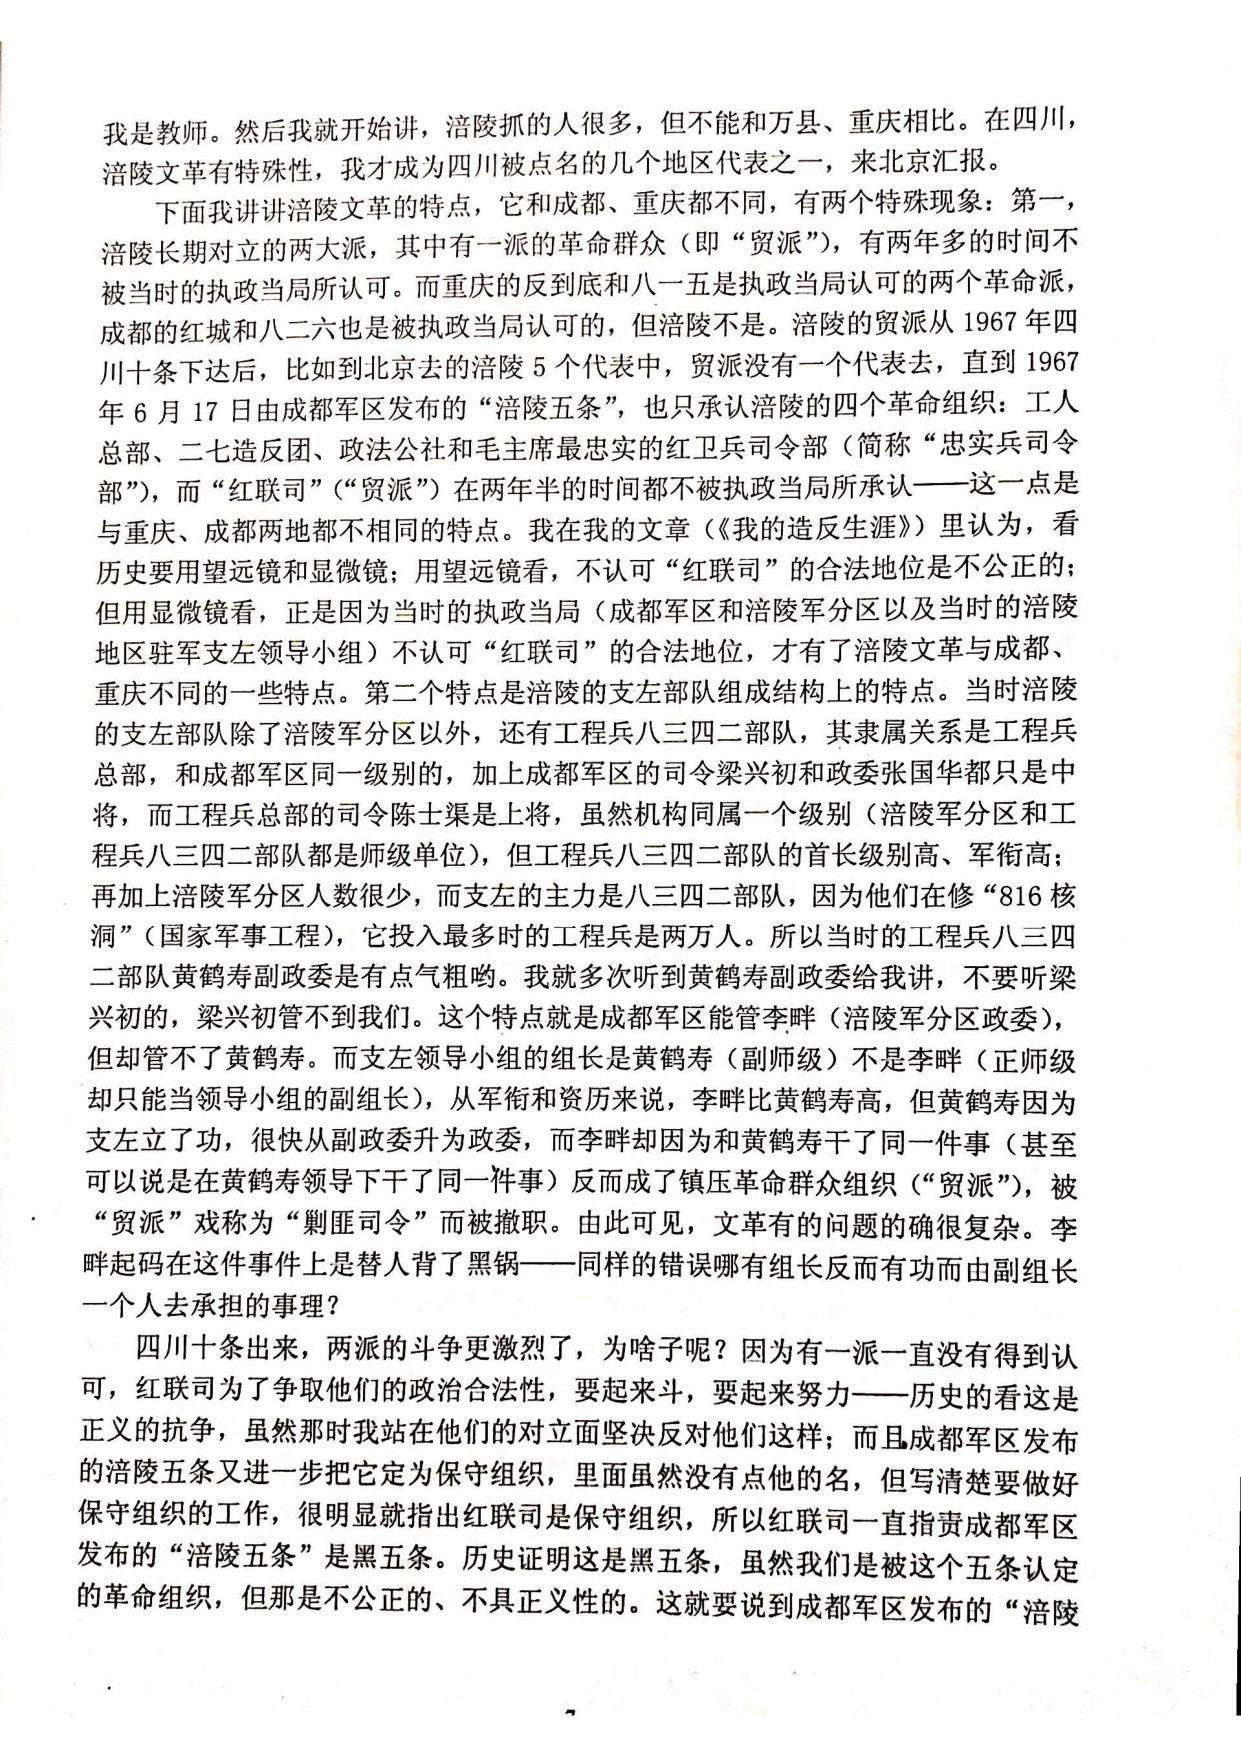 我是教师。然后我就开始讲，涪陵抓的人很多，但不能和万县、重庆相比。在四川，
涪陵文革有特殊性，我才成为四川被点名的几个地区代表之一，来北京汇报。
下面我讲讲涪陵文革的特点，它和成都、重庆都不同，有两个特殊现象：第一，
涪陵长期对立的两大派，其中有一派的革命群众（即“贸派”），有两年多的时间不
被当时的执政当局所认可。而重庆的反到底和八一五是执政当局认可的两个革命派，
成都的红城和八二六也是被执政当局认可的，但涪陵不是。涪陵的贸派从 1967 年四
川十条下达后，比如到北京去的涪陵 5 个代表中，贸派没有一个代表去，直到 1967
年 6 月 17 日由成都军区发布的“涪陵五条”，也只承认涪陵的四个革命组织：工人
总部、二七造反团、政法公社和毛主席最忠实的红卫兵司令部（简称“忠实兵司令
部”），而“红联司”（“贸派”）在两年半的时间都不被执政当局所承认——这一点是
与重庆、成都两地都不相同的特点。我在我的文章（《我的造反生涯》）里认为，看
历史要用望远镜和显微镜；用望远镜看，不认可“红联司”的合法地位是不公正的；
但用显微镜看，正是因为当时的执政当局（成都军区和涪陵军分区以及当时的涪陵
地区驻军支左领导小组）不认可“红联司”的合法地位，才有了涪陵文革与成都、
重庆不同的一些特点。第二个特点是涪陵的支左部队组成结构上的特点。当时涪陵
的支左部队除了涪陵军分区以外，还有工程兵八三四二部队，其隶属关系是工程兵
总部，和成都军区同一级别的，加上成都军区的司令梁兴初和政委张国华都只是中
将，而工程兵总部的司令陈士渠是上将，虽然机构同属一个级别（涪陵军分区和工
程兵八三四二部队都是师级单位），但工程兵八三四二部队的首长级别高、军衔高；
再加上涪陵军分区人数很少，而支左的主力是八三四二部队，因为他们在修“816 核
洞”（国家军事工程），它投入最多时的工程兵是两万人。所以当时的工程兵八三四
二部队黄鹤寿副政委是有点气粗哟。我就多次听到黄鹤寿副政委给我讲，不要听梁
兴初的，梁兴初管不到我们。这个特点就是成都军区能管李畔（涪陵军分区政委），
但却管不了黄鹤寿。而支左领导小组的组长是黄鹤寿（副师级）不是李畔（正师级
却只能当领导小组的副组长），从军衔和资历来说，李畔比黄鹤寿高，但黄鹤寿因为
支左立了功，很快从副政委升为政委，而李畔却因为和黄鹤寿干了同一件事（甚至
可以说是在黄鹤寿领导下干了同一件事）反而成了镇压革命群众组织（“贸派”），被
“贸派”戏称为“剿匪司令”而被撤职。由此可见，文革有的问题的确很复杂。李
畔起码在这件事件上是替人背了黑锅——同样的错误哪有组长反而有功而由副组长
一个人去承担的事理？
四川十条出来，两派的斗争更激烈了，为啥子呢？因为有一派一直没有得到认
可，红联司为了争取他们的政治合法性，要起来斗，要起来努力——历史的看这是
正义的抗争，虽然那时我站在他们的对立面坚决反对他们这样；而且成都军区发布
的涪陵五条又进一步把它定为保守组织，里面虽然没有点他的名，但写清楚要做好
保守组织的工作，很明显就指出红联司是保守组织，所以红联司一直指责成都军区
发布的“涪陵五条”是黑五条。历史证明这是黑五条，虽然我们是被这个五条认定
的革命组织，但那是不公正的、不具正义性的。这就要说到成都军区发布的“涪陵